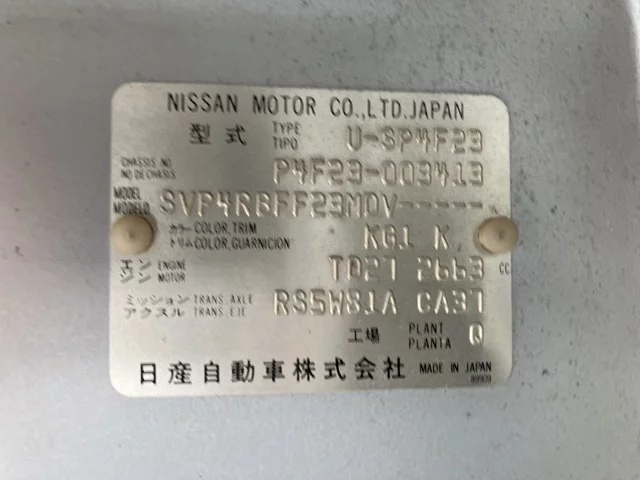 NISSAN MOTOR CO.,LTD.JAPAN
型式 TYPE TIPO U-SP4F23
CHASSIS NO. NO DE CHASSIS P4F23-003413
MODEL MODELO SVP4RBFF23MDV-----
カラー COLOR,TRIM トリム COLOR,GUARNICION KG1 K
エンジン ENGINE MOTOR TD27 2663 CC
ミッション TRANS.AXLE アクスル TRANS.EJE RS5W81A CA37
工場 PLANT PLANTA Q
日産自動車株式会社 MADE IN JAPAN
89909